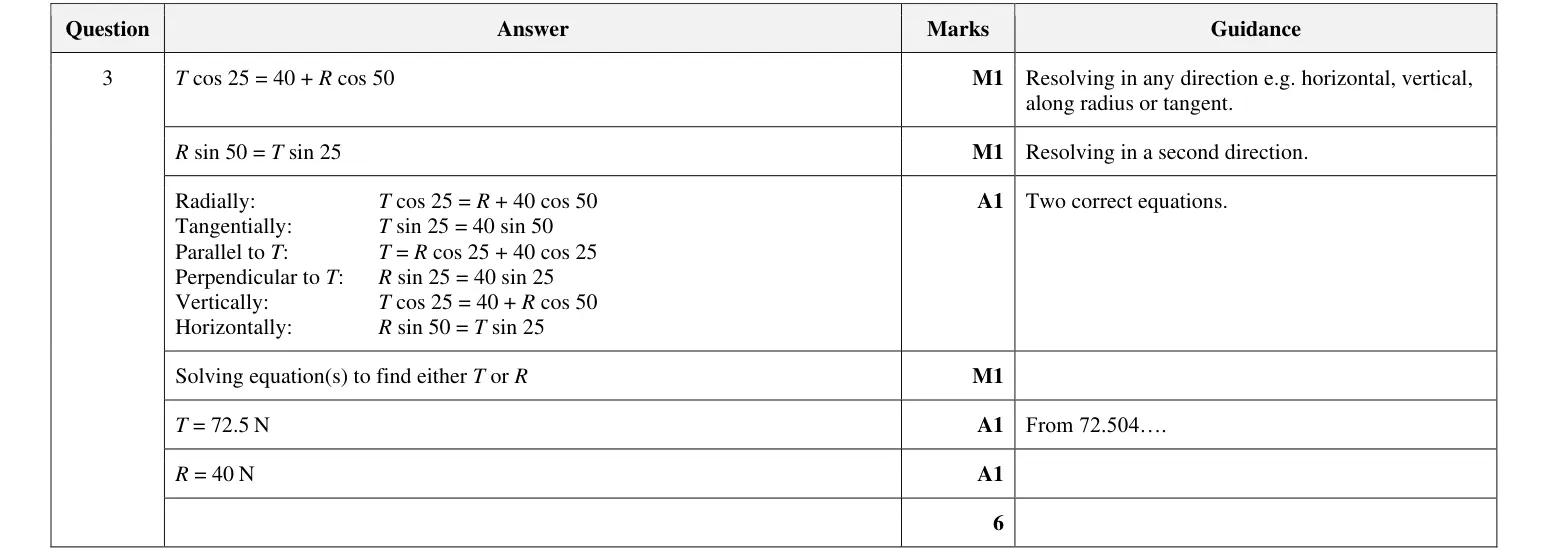 Question Answer Marks Guidance
3 T cos 25 = 40 + R cos 50 M1 Resolving in any direction e.g. horizontal, vertical,
along radius or tangent.
R sin 50 = T sin 25 M1 Resolving in a second direction.
Radially: T cos 25 = R + 40 cos 50 A1 Two correct equations.
Tangentially: T sin 25 = 40 sin 50
Parallel to T: T = R cos 25 + 40 cos 25
Perpendicular to T: R sin 25 = 40 sin 25
Vertically: T cos 25 = 40 + R cos 50
Horizontally: R sin 50 = T sin 25
Solving equation(s) to find either T or R M1
T = 72.5 N A1 From 72.504….
R = 40 N A1
6